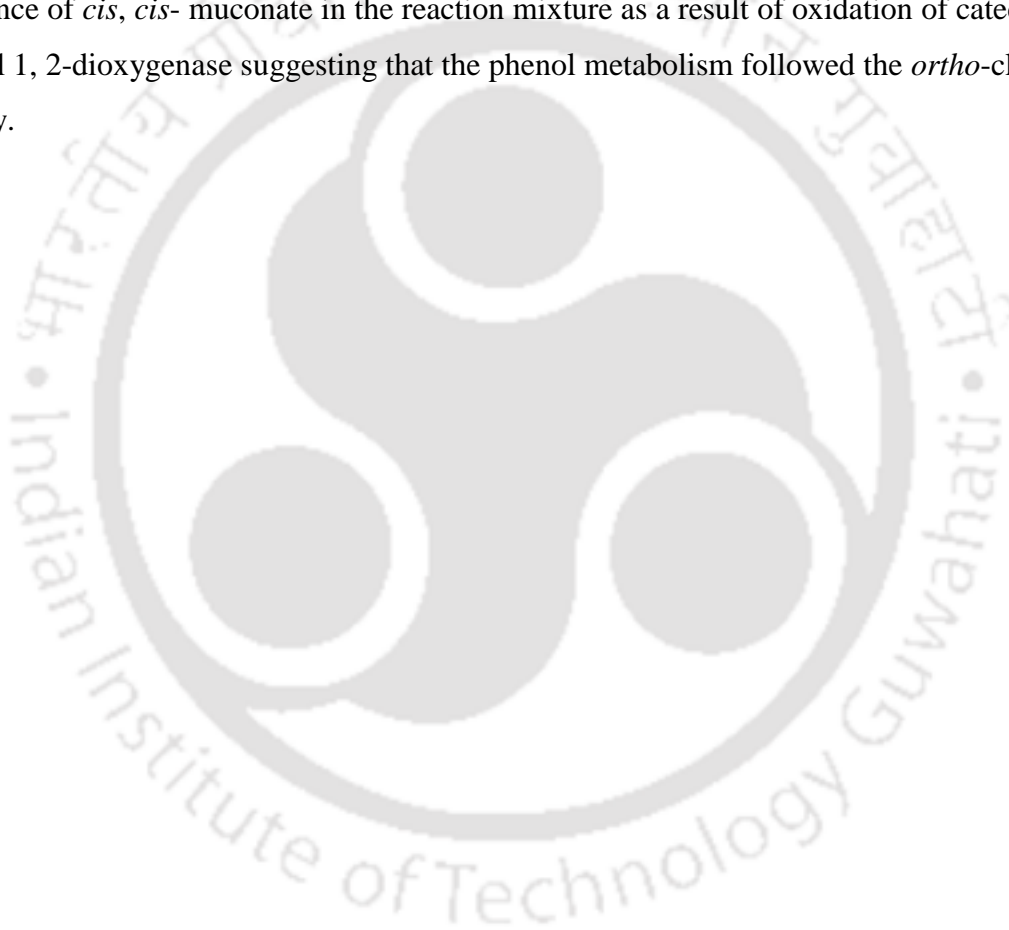 nce of cis, cis- muconate in the reaction mixture as a result of oxidation of cate
l 1, 2-dioxygenase suggesting that the phenol metabolism followed the ortho-cl
y.
Indian Institute of Technology Guwahati